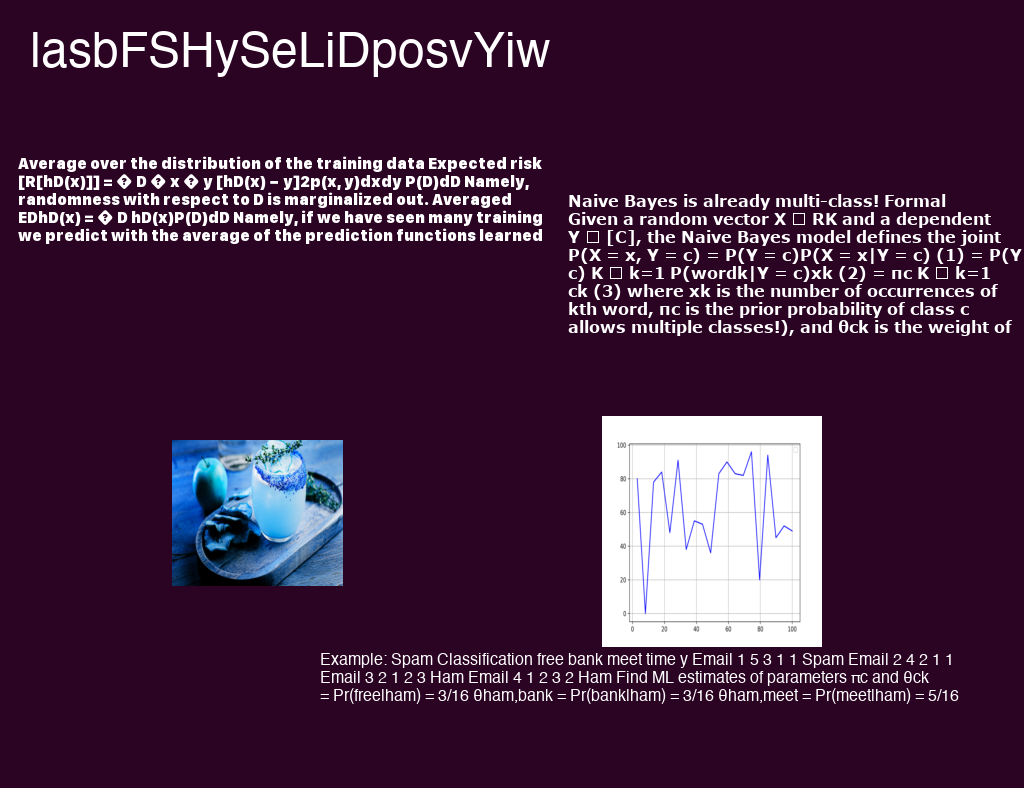 lasbFSHySeLiDposvYiw
Average over the distribution of the training data Expected risk
[R[hD(x)]] = � D � x � y [hD(x) − y]2p(x, y)dxdy P(D)dD Namely,
randomness with respect to D is marginalized out. Averaged
EDhD(x) = � D hD(x)P(D)dD Namely, if we have seen many training
we predict with the average of the prediction functions learned
Naive Bayes is already multi-class! Formal
Given a random vector X □ RK and a dependent
Y □ [C], the Naive Bayes model defines the joint
P(X = x, Y = c) = P(Y = c)P(X = x|Y = c) (1) = P(Y
c) K □ k=1 P(wordk|Y = c)xk (2) = πc K □ k=1
ck (3) where xk is the number of occurrences of
kth word, πc is the prior probability of class c
allows multiple classes!), and θck is the weight of
100
80
60
40
20
0
0 20 40 60 80 100
Example: Spam Classification free bank meet time y Email 1 5 3 1 1 Spam Email 2 4 2 1 1
Email 3 2 1 2 3 Ham Email 4 1 2 3 2 Ham Find ML estimates of parameters πc and θck
= Pr(free|ham) = 3/16 θham,bank = Pr(bank|ham) = 3/16 θham,meet = Pr(meet|ham) = 5/16